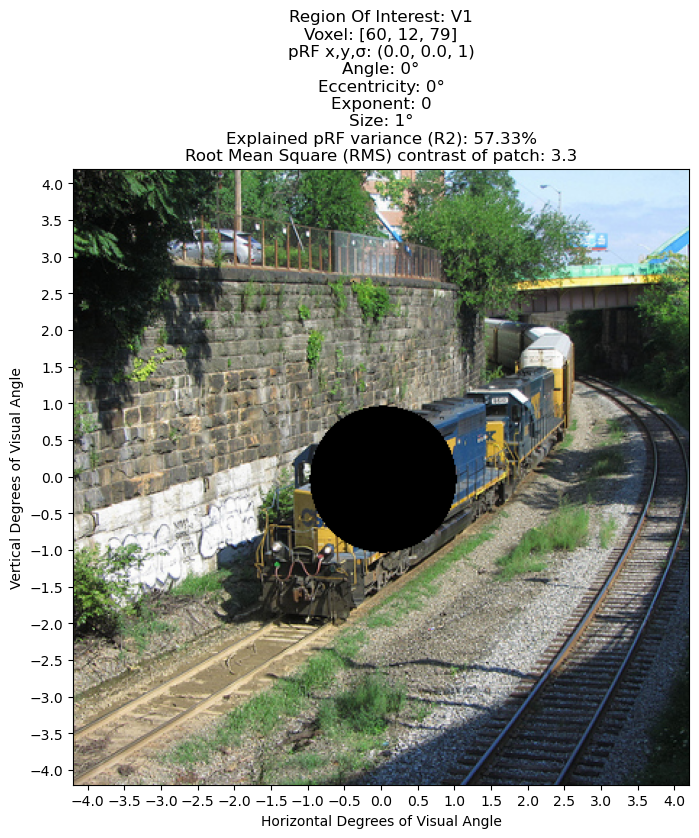 Region Of Interest: V1
Voxel: [60, 12, 79]
pRF x,y,σ: (0.0, 0.0, 1)
Angle: 0°
Eccentricity: 0°
Exponent: 0
Size: 1°
Explained pRF variance (R2): 57.33%
Root Mean Square (RMS) contrast of patch: 3.3
Vertical Degrees of Visual Angle
4.0
3.5
3.0
2.5
2.0
1.5
1.0
0.5
0.0
−0.5
−1.0
−1.5
−2.0
−2.5
−3.0
−3.5
−4.0
−4.0 −3.5 −3.0 −2.5 −2.0 −1.5 −1.0 −0.5 0.0 0.5 1.0 1.5 2.0 2.5 3.0 3.5 4.0
Horizontal Degrees of Visual Angle